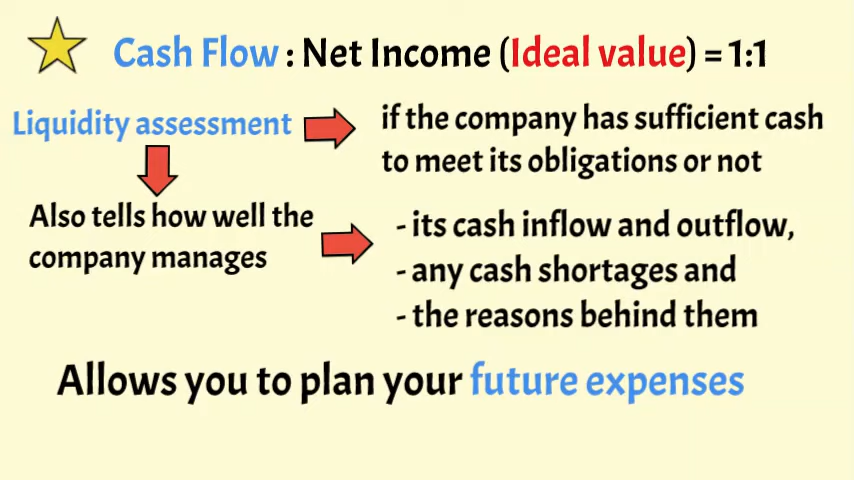 Cash Flow : Net Income (Ideal value) = 1:1
Liquidity assessment
if the company has sufficient cash
to meet its obligations or not
Also tells how well the
company manages
- its cash inflow and outflow,
- any cash shortages and
- the reasons behind them
Allows you to plan your future expenses